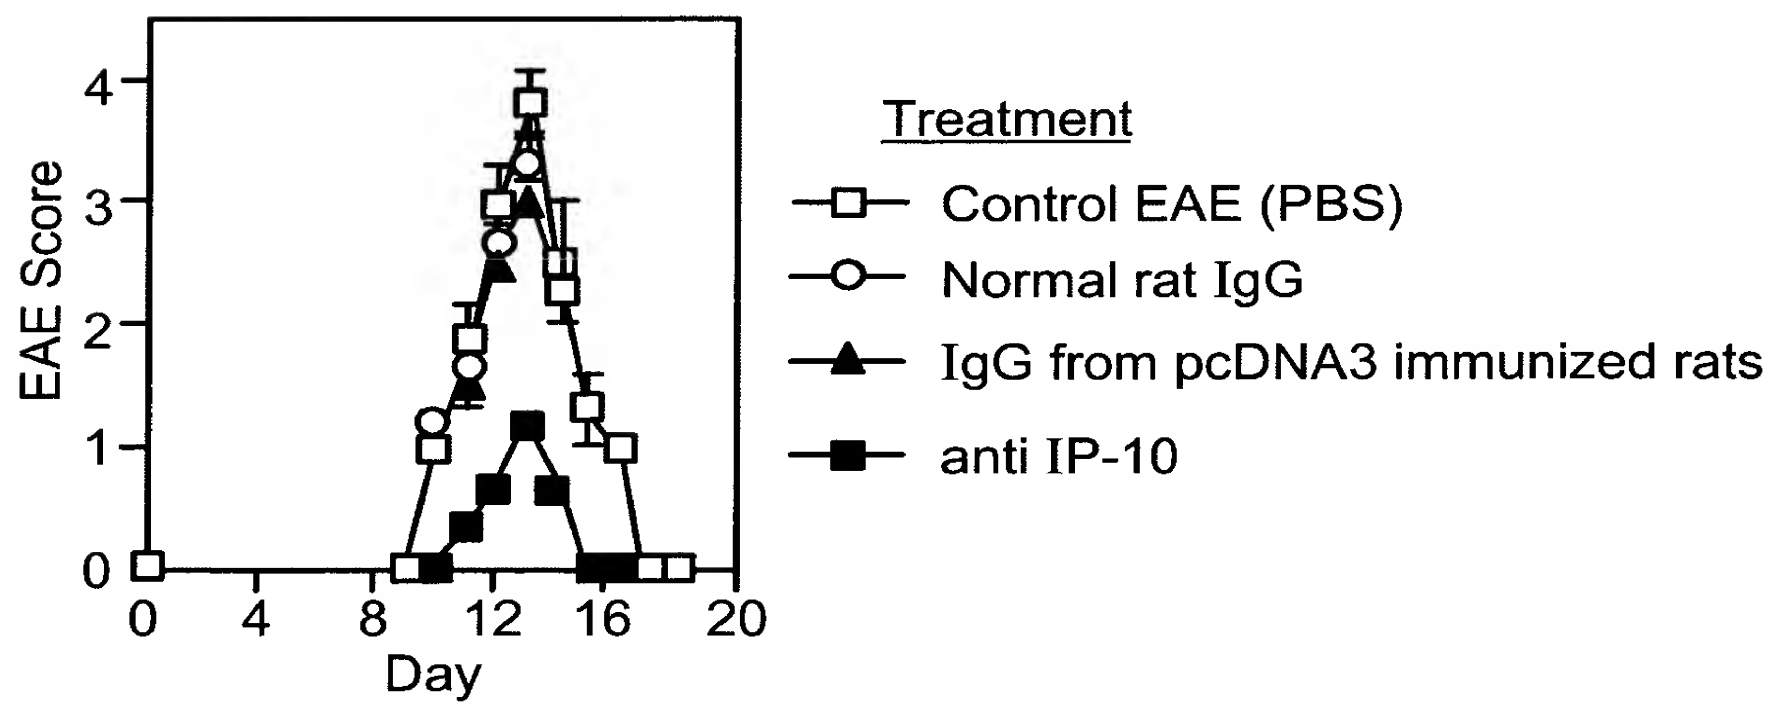 4
3
2
1
0
EAE Score
0 4 8 12 16 20
Day
Treatment
Control EAE (PBS)
Normal rat IgG
IgG from pcDNA3 immunized rats
anti IP-10